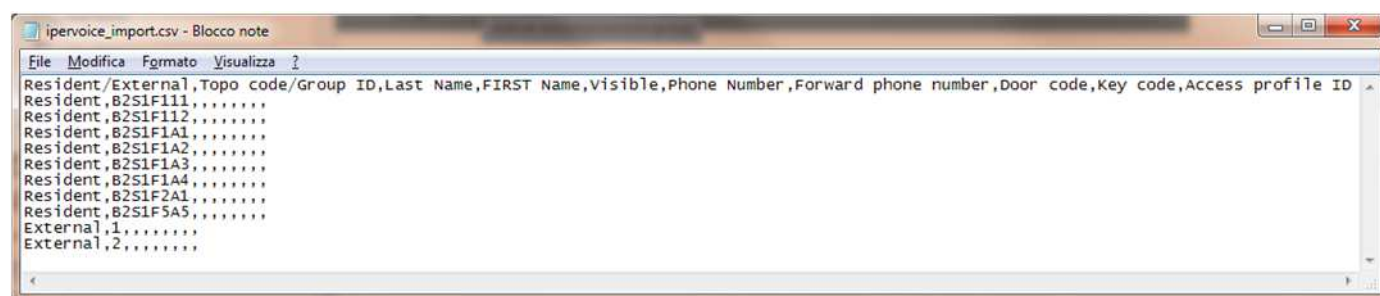 ipervoice_import.csv - Blocco note
File Modifica Formato Visualizza ?
Resident/External,Topo code/Group ID,Last Name,FIRST Name,Visible,Phone Number,Forward phone number,Door code,Key code,Access profile ID
Resident,B2S1F111,,,,,,,,
Resident,B2S1F112,,,,,,,,
Resident,B2S1F1A1,,,,,,,,
Resident,B2S1F1A2,,,,,,,,
Resident,B2S1F1A3,,,,,,,,
Resident,B2S1F1A4,,,,,,,,
Resident,B2S1F2A1,,,,,,,,
Resident,B2S1F5A5,,,,,,,,
External,1,,,,,,,,
External,2,,,,,,,,